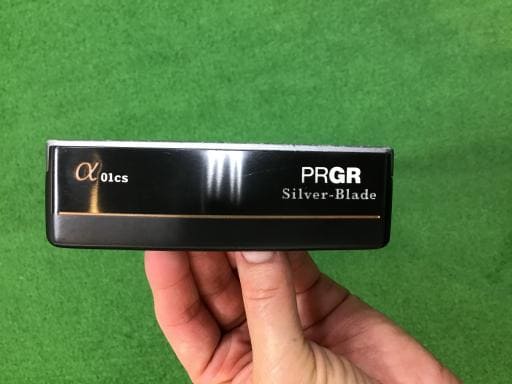 α 01cs
PRGR
Silver-Blade